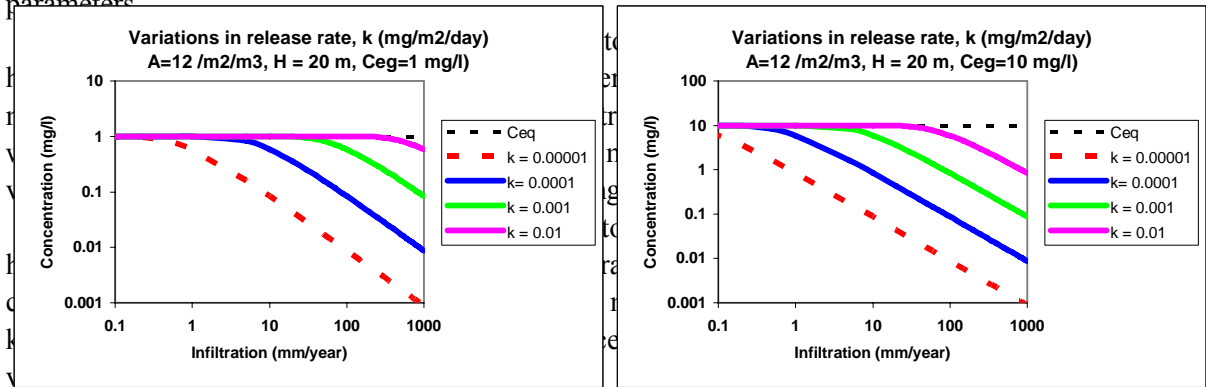 parameters
Variations in release rate, k (mg/m2/day)
A=12 /m2/m3, H = 20 m, Ceg=1 mg/l)
10
1
0.1
0.01
0.001
Concentration (mg/l)
0.1
1
10
100
1000
Infiltration (mm/year)
Ceq
k = 0.00001
k= 0.0001
k = 0.001
k = 0.01
Variations in release rate, k (mg/m2/day)
A=12 /m2/m3, H = 20 m, Ceg=10 mg/l)
100
10
1
0.1
0.01
0.001
Concentration (mg/l)
0.1
1
10
100
1000
Infiltration (mm/year)
Ceq
k = 0.00001
k= 0.0001
k = 0.001
k = 0.01